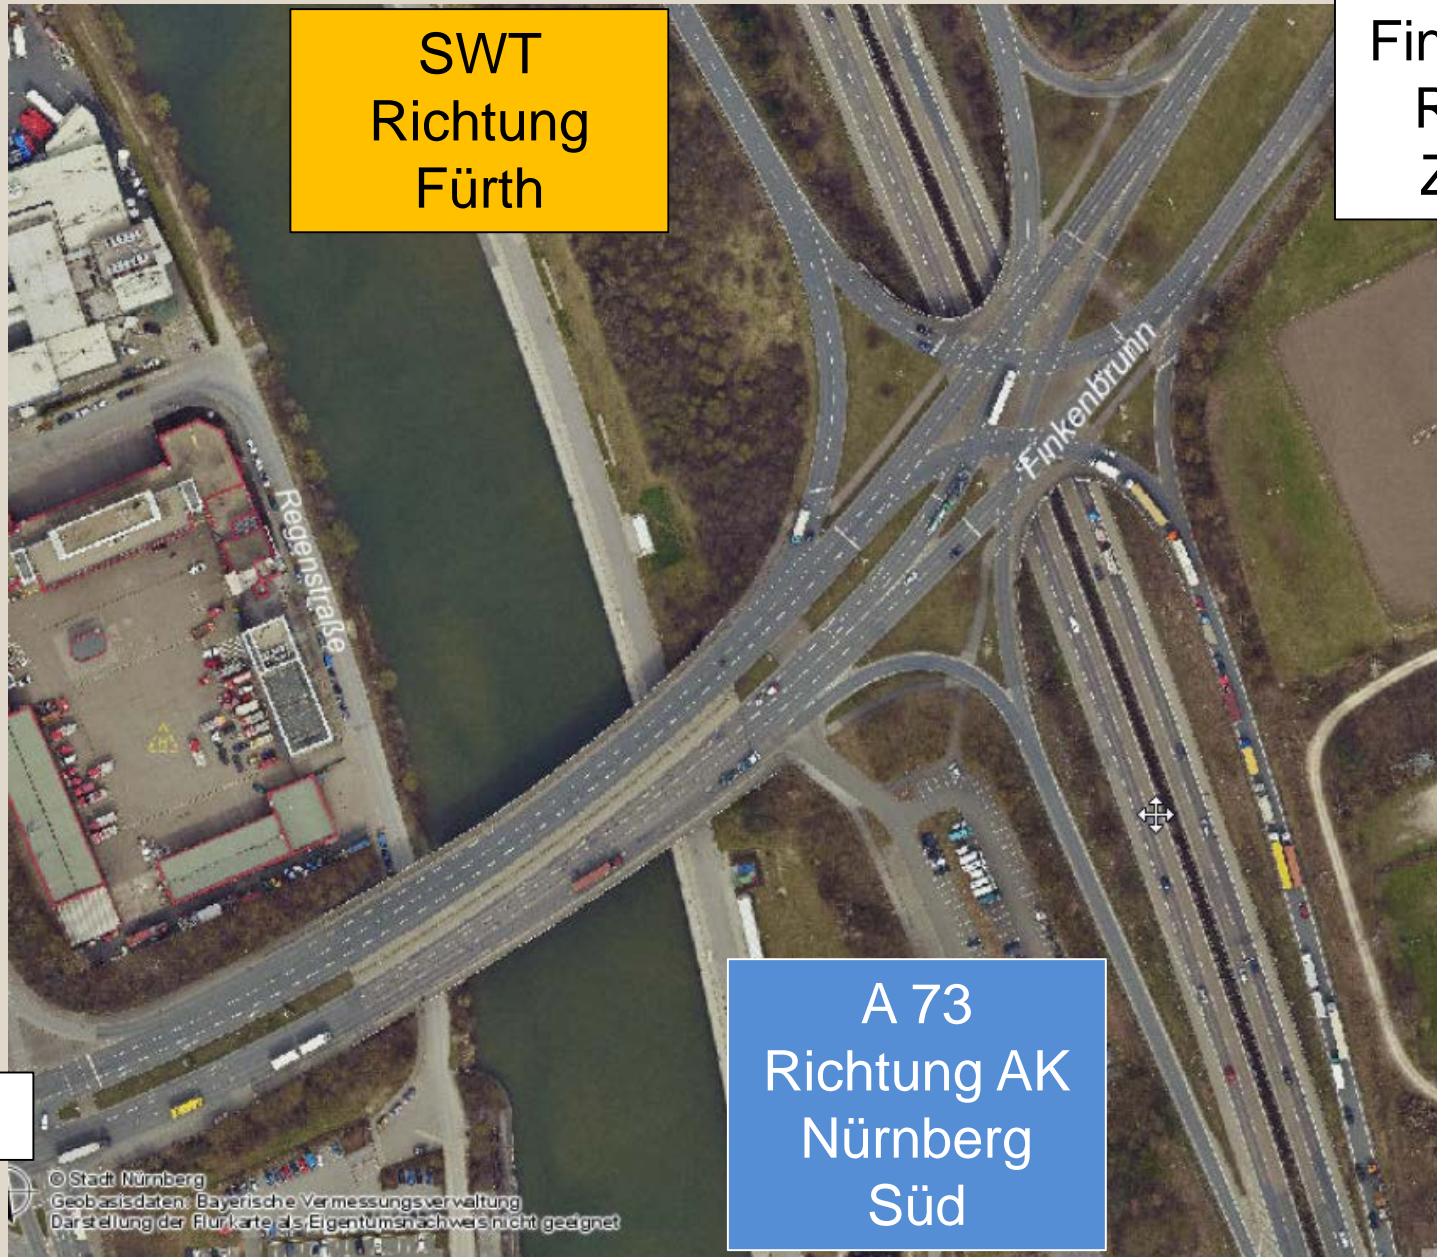 SWT
Richtung
Fürth
Finkenbrunn
Regenstraße
A 73
Richtung AK
Nürnberg
Süd
© Stadt Nürnberg
Geobasisdaten: Bayerische Vermessungsverwaltung
Darstellung der Flurkarte als Eigentumsnachweis nicht geeignet